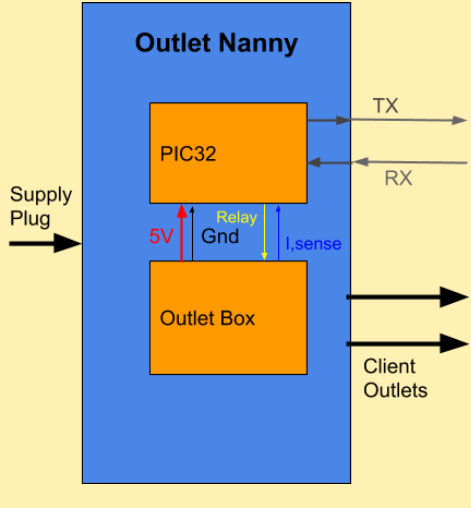 Outlet Nanny
TX
PIC32
RX
Supply
Plug
Relay
5V
Gnd
I,sense
Outlet Box
Client
Outlets